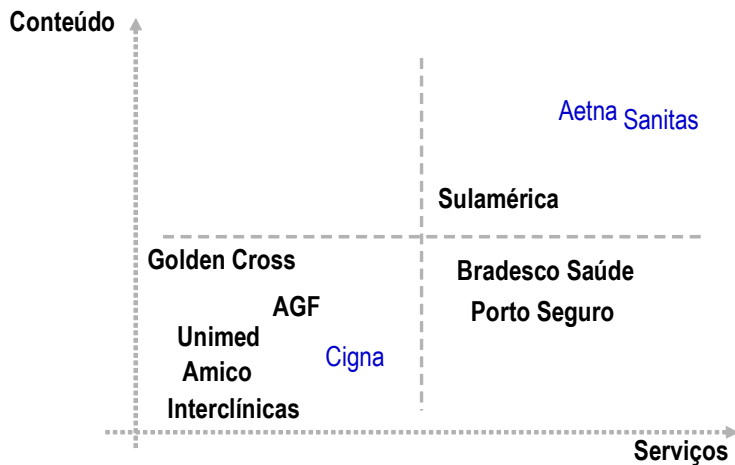 Conteúdo
Aetna Sanitas
Sulamérica
Golden Cross
Bradesco Saúde
AGF
Porto Seguro
Unimed
Cigna
Amico
Interclínicas
Serviços